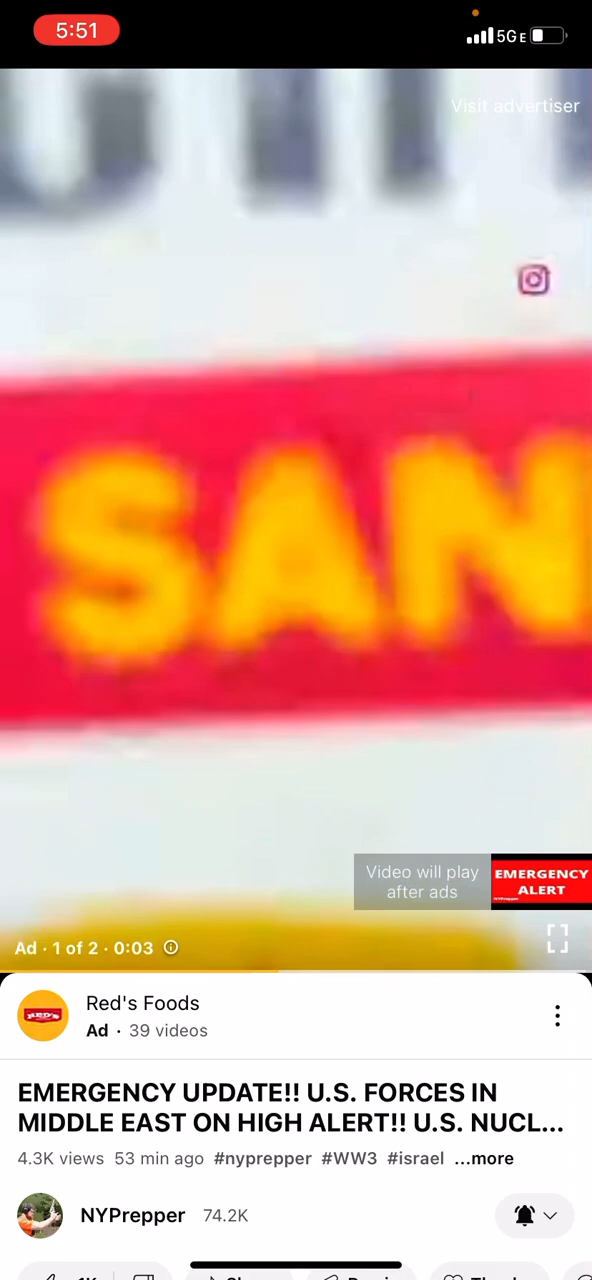 5:51
5G E
Visit advertiser
SAN
Video will play
after ads
EMERGENCY
ALERT
Ad · 1 of 2 · 0:03
RED'S
Red's Foods
Ad · 39 videos
EMERGENCY UPDATE!! U.S. FORCES IN
MIDDLE EAST ON HIGH ALERT!! U.S. NUCL...
4.3K views 53 min ago #nyprepper #WW3 #israel ...more
NYPrepper 74.2K